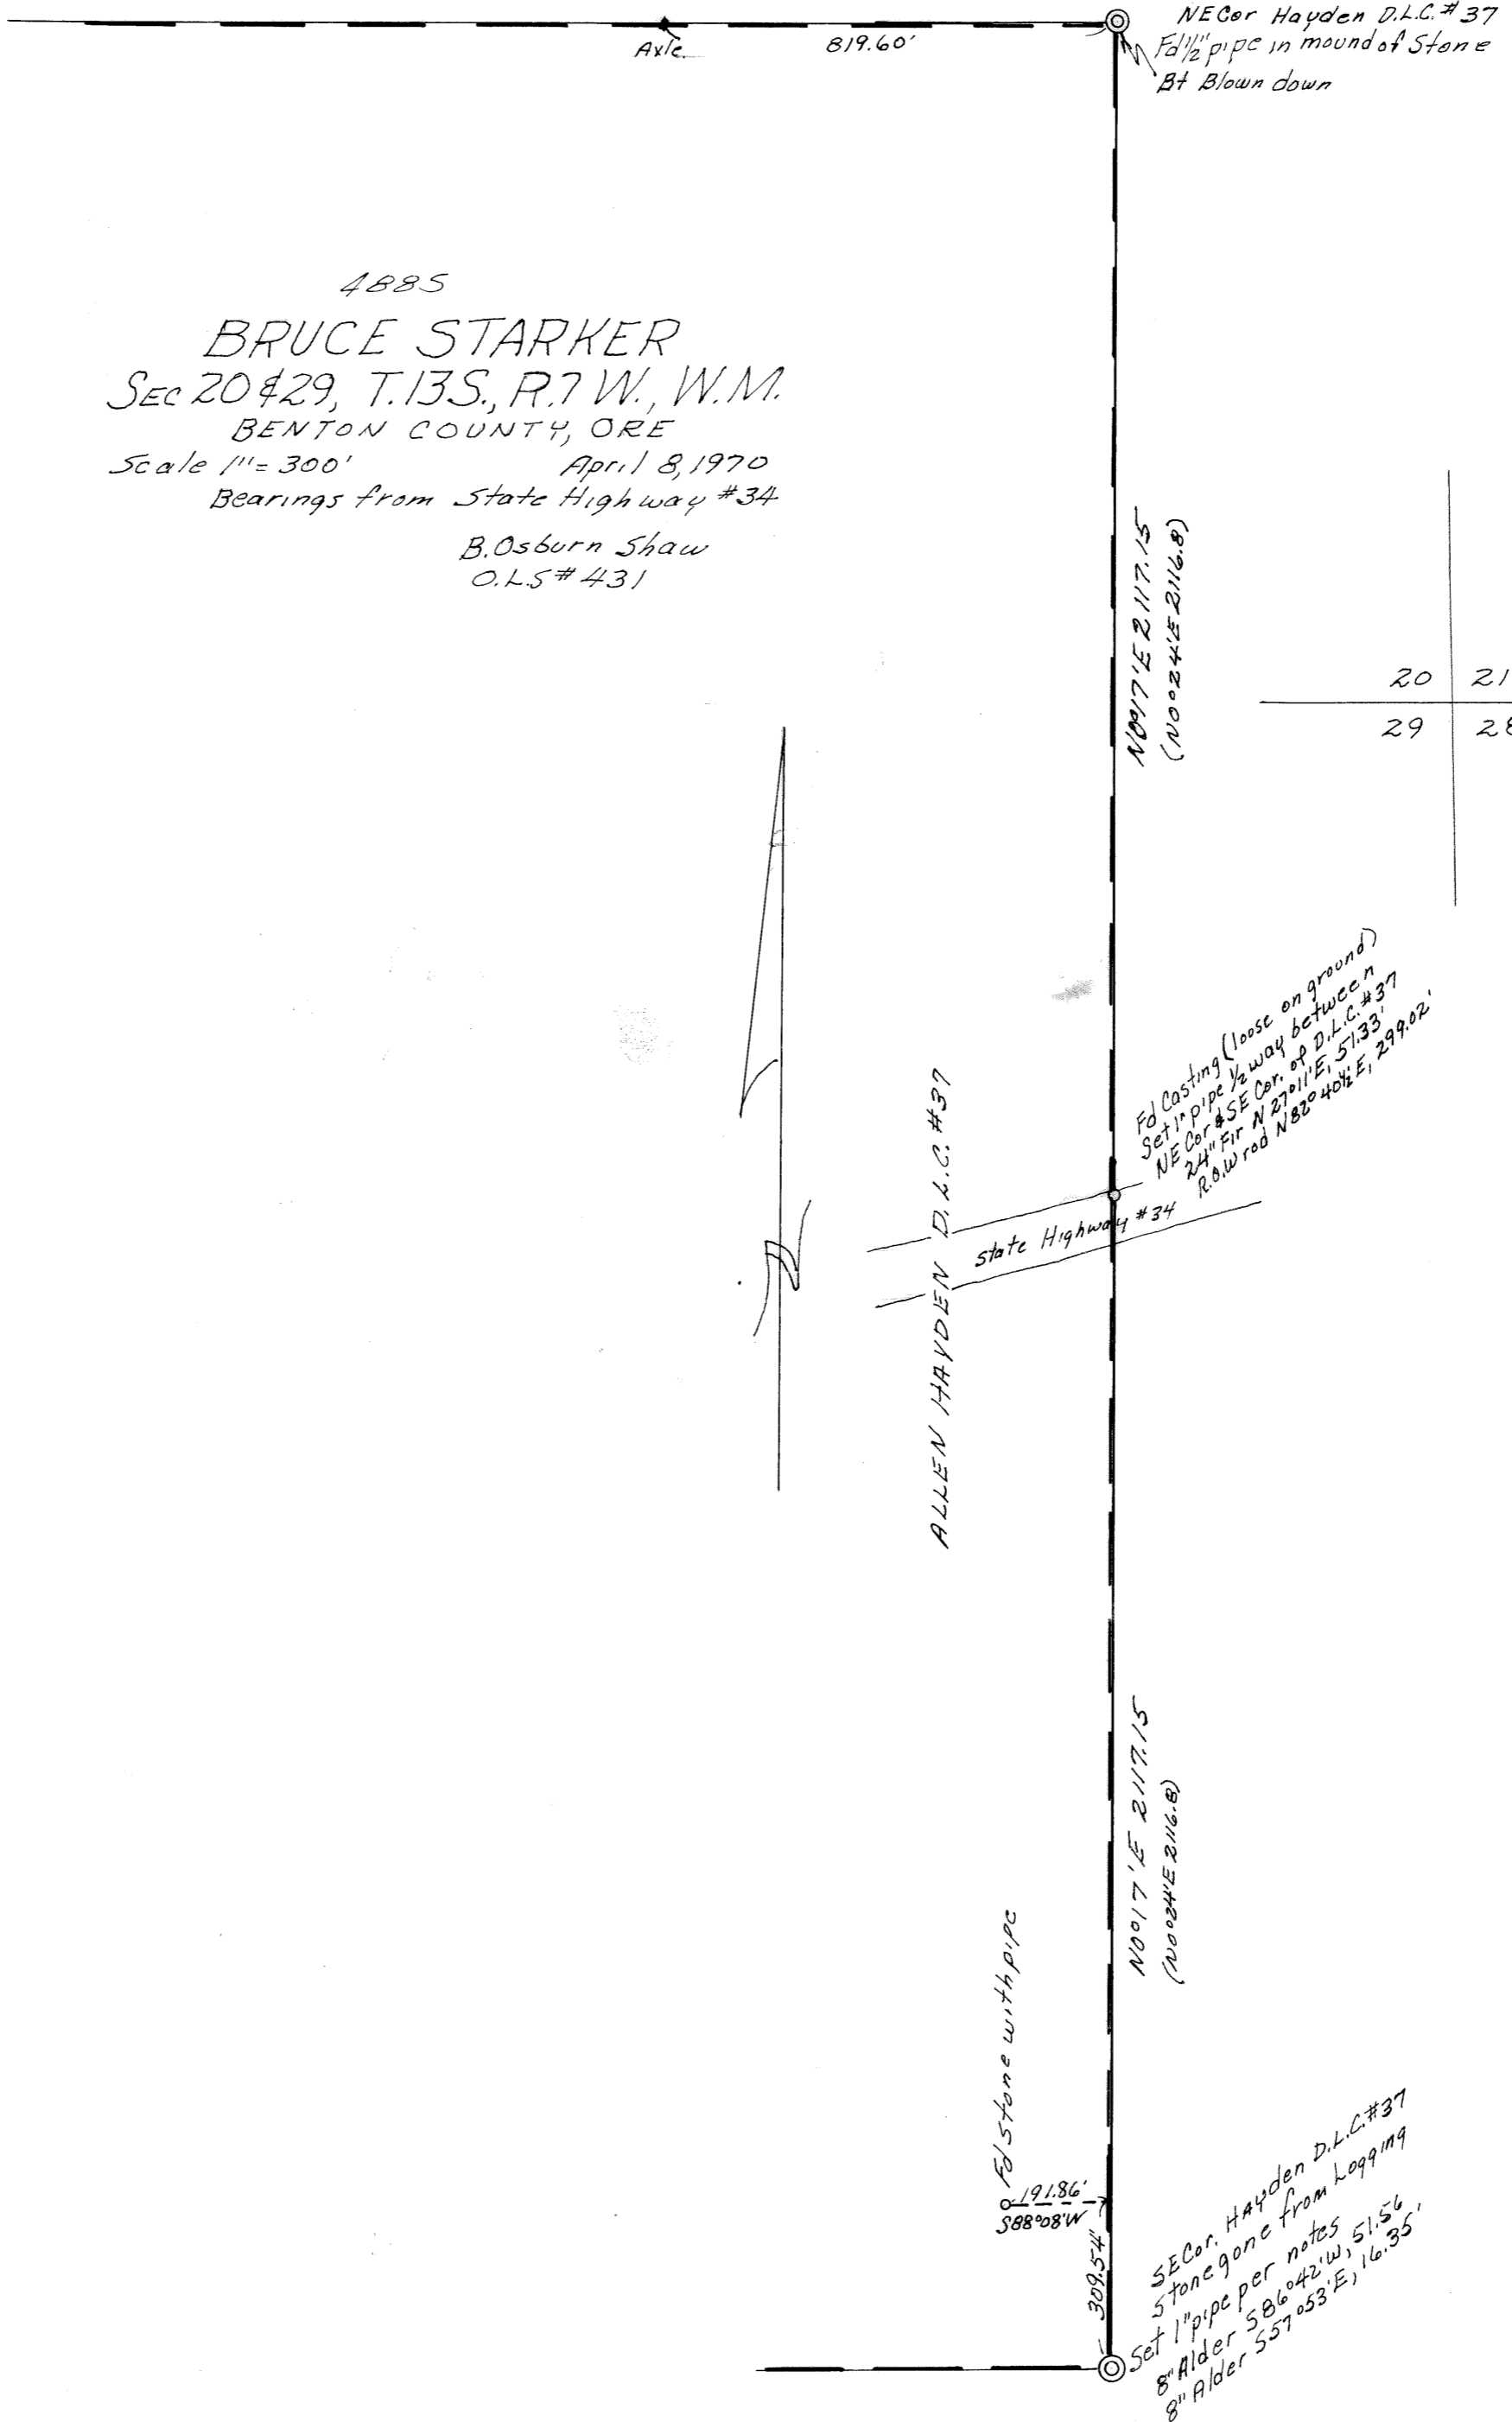 NE Cor Hayden D.L.C. #37
Axle
819.60'
Fd ½" pipe in mound of Stone
Bt Blown down
4885
BRUCE STARKER
SEC 20 & 29, T.13S., R.7 W., W.M.
BENTON COUNTY, ORE
Scale 1"= 300'
April 8, 1970
Bearings from State Highway #34
B. Osburn Shaw
O.L.S # 431
N0°17'E 2117.15
(N0°24'E 2116.8)
20 21
29 28
Fd Casting (loose on ground)
Set 1" pipe ½ way between
NE Cor & SE Cor. of D.L.C. #37
24" Fir N 27°11'E, 51.33'
R.O.W rod N82°40½'E, 299.02'
State Highway #34
ALLEN HAYDEN D.L.C. #37
N0°17'E 2117.15
(N0°24'E 2116.8)
Fd Stone with pipe
191.86'
S88°08'W
309.54'
SE Cor. HAYden D.L.C. #37
Stone gone from Logging
Set 1" pipe per notes
8" Alder S86°42'W, 51.56
8" Alder S57°53'E, 16.35'